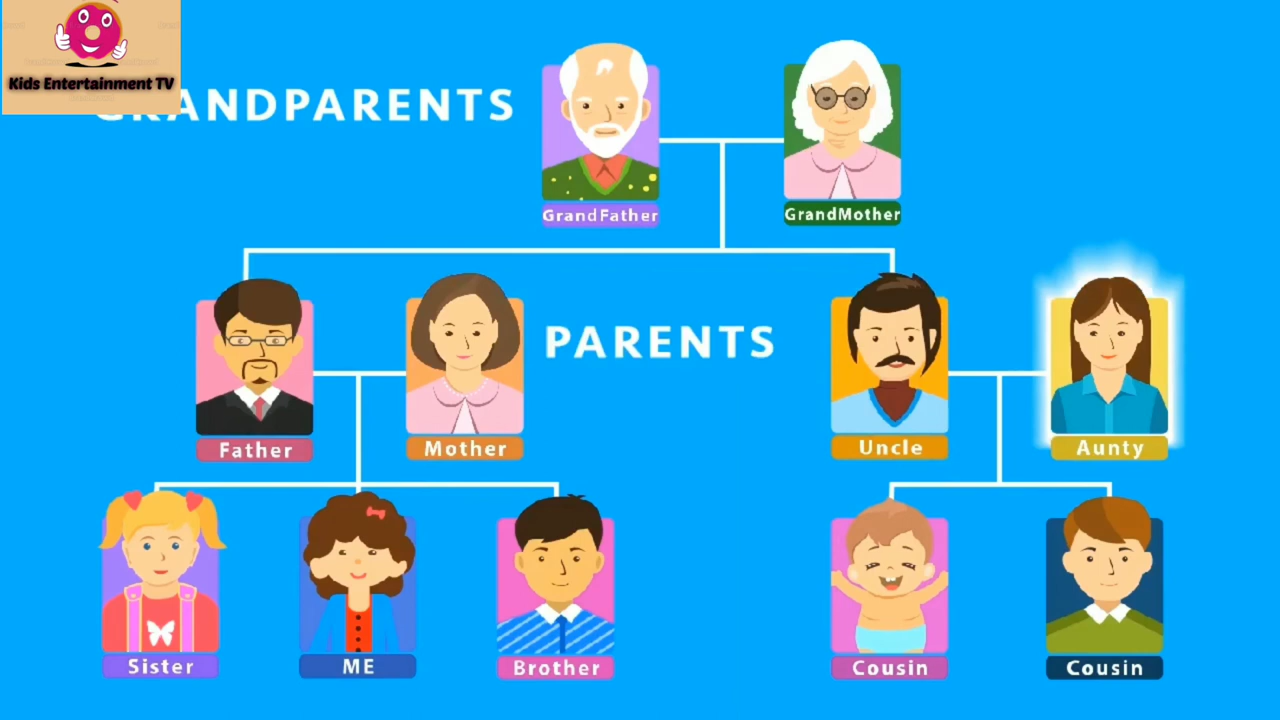 Kids Entertainment TV
GRANDPARENTS
GrandFather
GrandMother
PARENTS
Father
Mother
Uncle
Aunty
Sister
ME
Brother
Cousin
Cousin